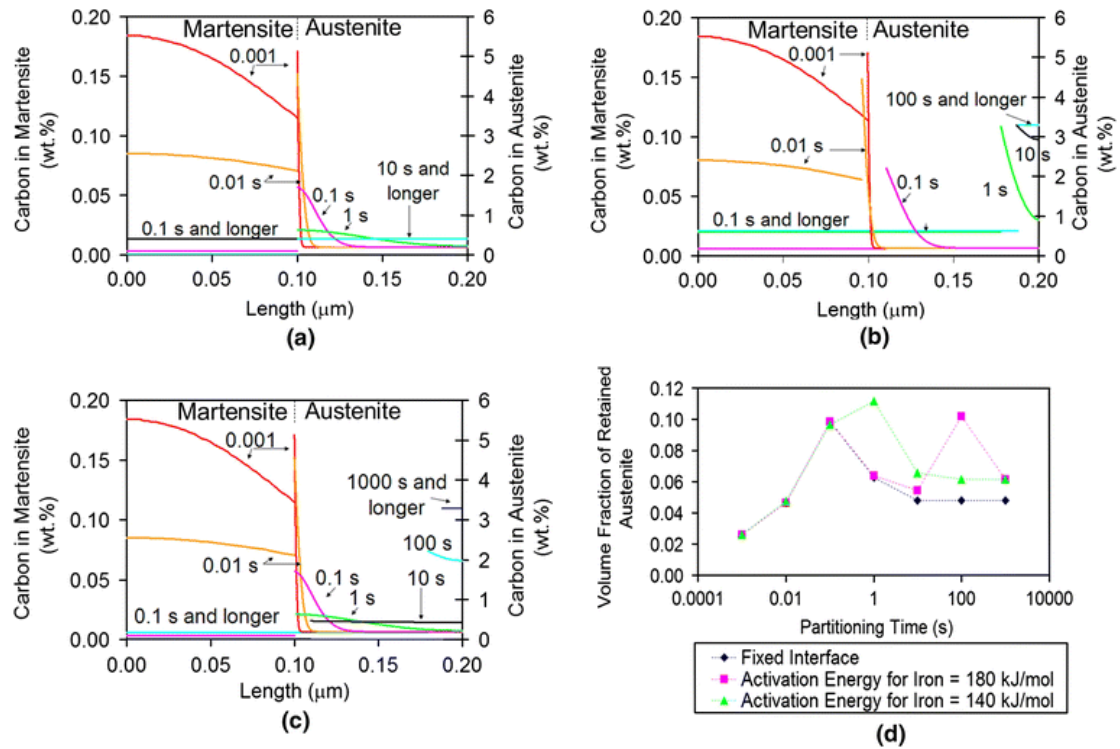 Martensite Austenite
0.001
0.01 s
0.1 s
1 s
10 s and
longer
0.1 s and longer
Carbon in Martensite
(wt.%)
0.20
0.15
0.10
0.05
0.00
6
5
4
3
2
1
0
Carbon in Austenite
(wt.%)
0.00 0.05 0.10 0.15 0.20
Length (μm)
(a)
Martensite Austenite
0.001
100 s and longer
10 s
0.01 s
0.1 s
1 s
0.1 s and longer
Carbon in Martensite
(wt.%)
0.20
0.15
0.10
0.05
0.00
6
5
4
3
2
1
0
Carbon in Austenite
(wt.%)
0.00 0.05 0.10 0.15 0.20
Length (μm)
(b)
Martensite Austenite
0.001
1000 s and
longer
100 s
0.01 s
0.1 s
1 s
10 s
0.1 s and longer
Carbon in Martensite
(wt.%)
0.20
0.15
0.10
0.05
0.00
6
5
4
3
2
1
0
Carbon in Austenite
(wt.%)
0.00 0.05 0.10 0.15 0.20
Length (μm)
(c)
Volume Fraction of Retained
Austenite
0.12
0.10
0.08
0.06
0.04
0.02
0.00
0.0001 0.01 1 100 10000
Partitioning Time (s)
Fixed Interface
Activation Energy for Iron = 180 kJ/mol
Activation Energy for Iron = 140 kJ/mol
(d)